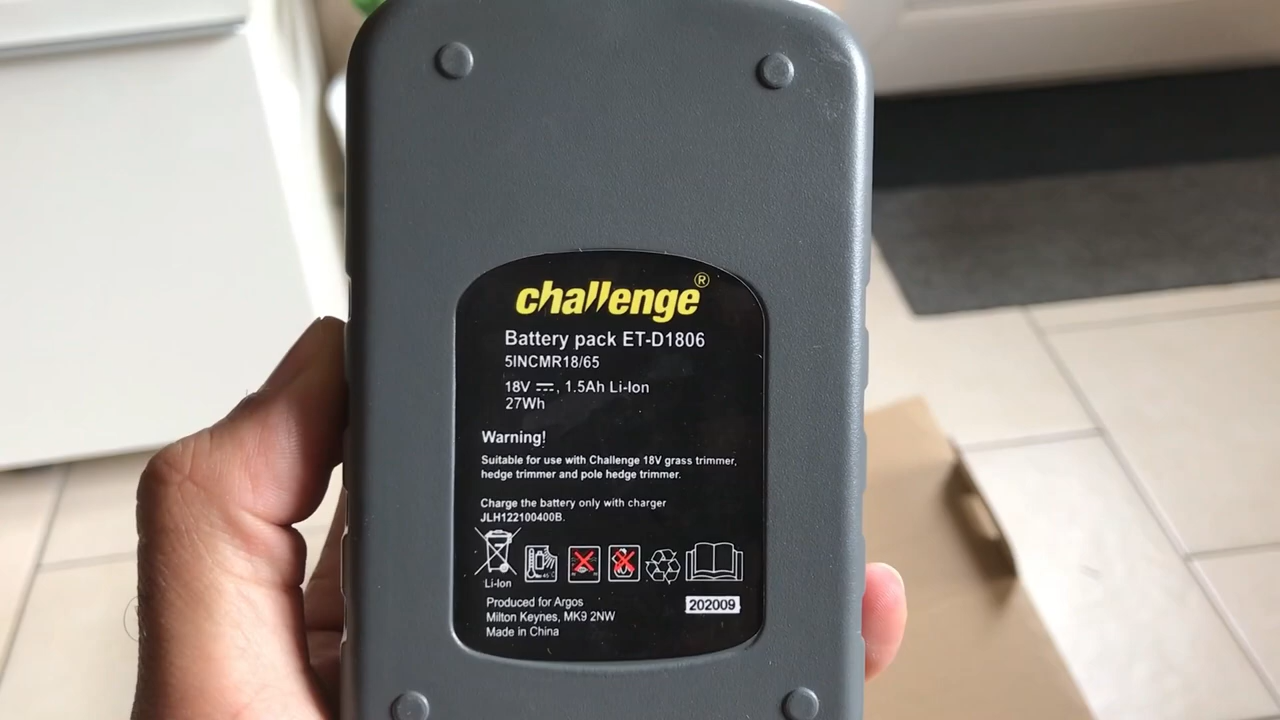 challenge®
Battery pack ET-D1806
5INCMR18/65
18V ⎓, 1.5Ah Li-Ion
27Wh
Warning!
Suitable for use with Challenge 18V grass trimmer,
hedge trimmer and pole hedge trimmer.
Charge the battery only with charger
JLH122100400B.
Li-Ion
Produced for Argos
Milton Keynes, MK9 2NW
Made in China
202009